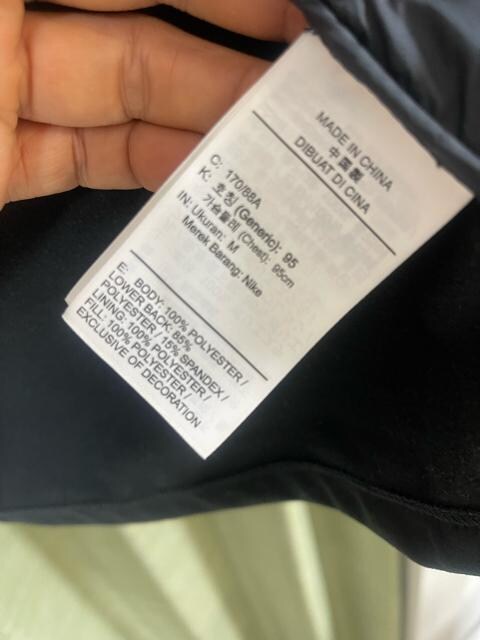 MADE IN CHINA
中國製
DIBUAT DI CINA
C: 170/88A
K: 호칭 (Generic): 95
가슴둘레 (Chest): 95cm
IN: Ukuran: M
Merek Barang: Nike
E: BODY: 100% POLYESTER /
LOWER BACK: 85%
POLYESTER / 15% SPANDEX /
LINING: 100% POLYESTER /
FILL: 100% POLYESTER /
EXCLUSIVE OF DECORATION